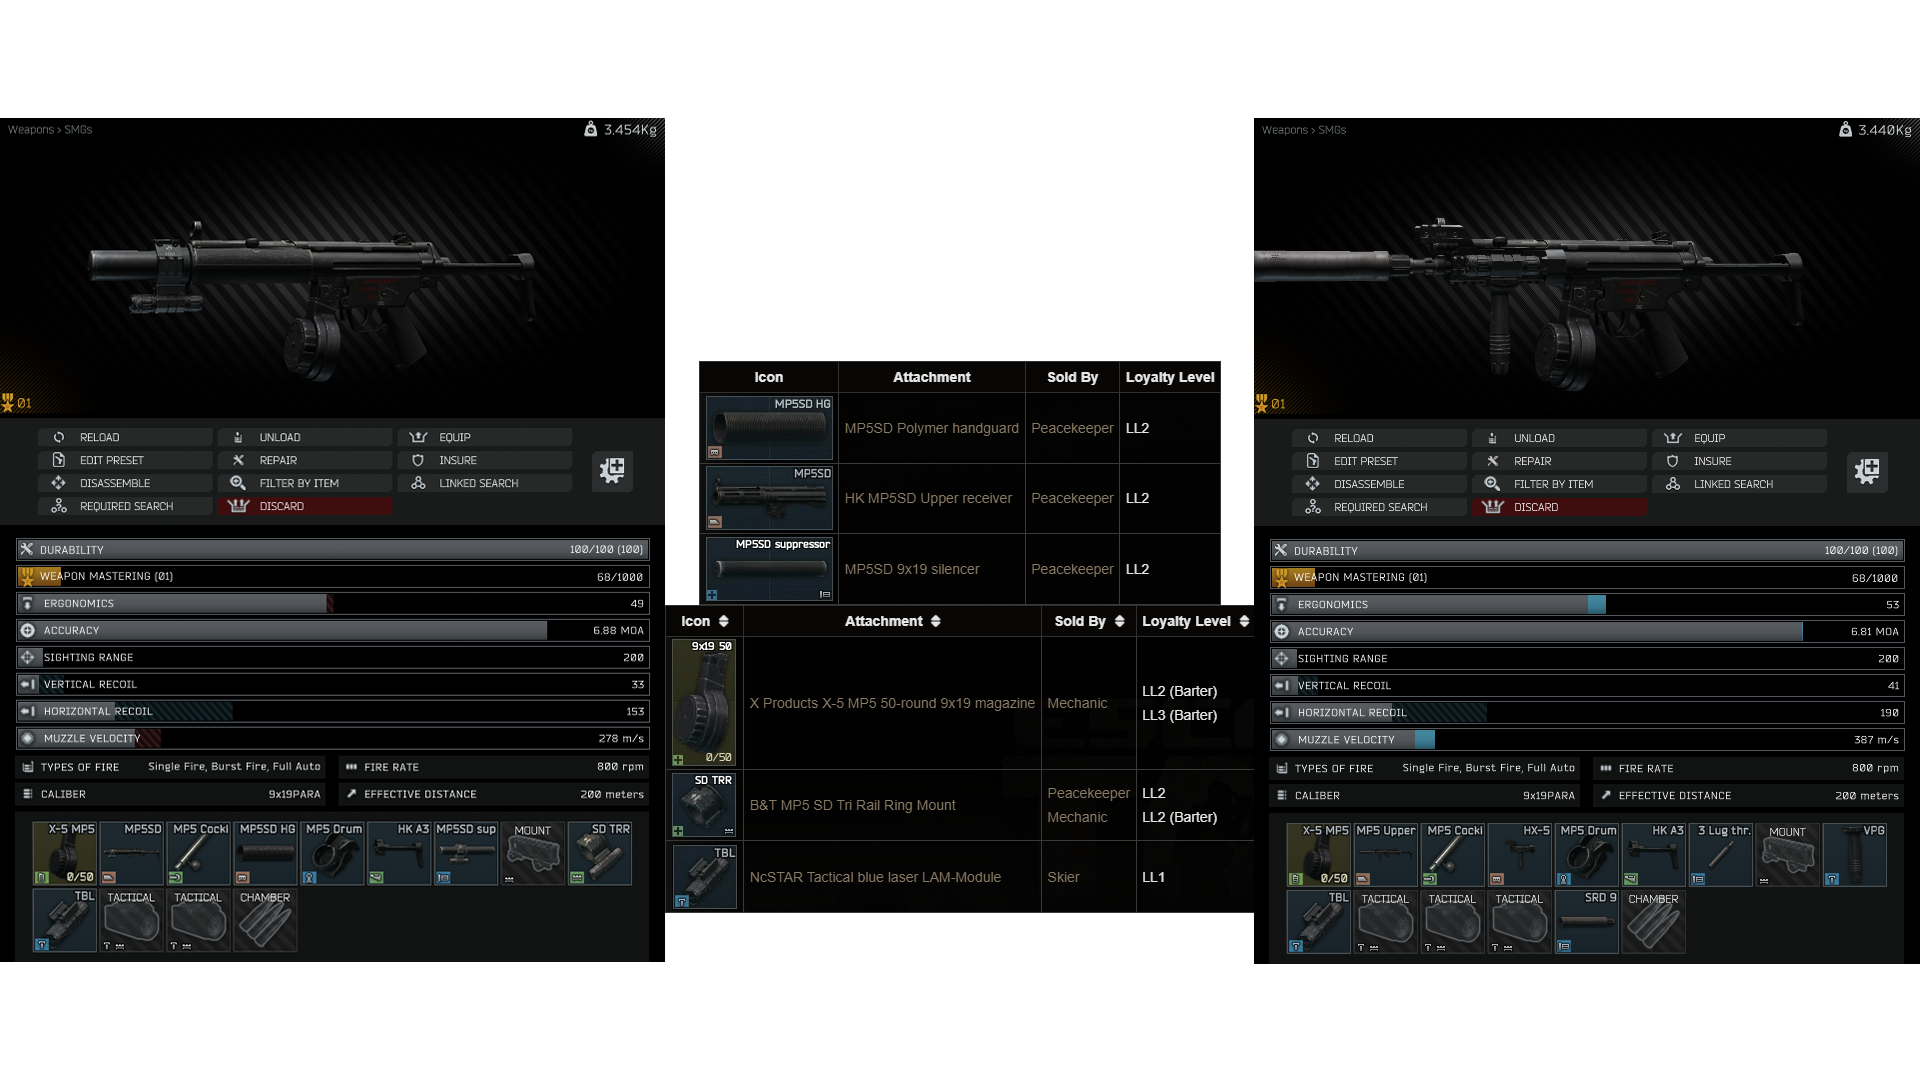 Weapons > SMGs
3.454Kg
01
RELOAD
UNLOAD
EQUIP
EDIT PRESET
REPAIR
INSURE
DISASSEMBLE
FILTER BY ITEM
LINKED SEARCH
REQUIRED SEARCH
DISCARD
DURABILITY 100/100 (100)
WEAPON MASTERING (01) 68/1000
ERGONOMICS 49
ACCURACY 6.88 MOA
SIGHTING RANGE 200
VERTICAL RECOIL 33
HORIZONTAL RECOIL 153
MUZZLE VELOCITY 278 m/s
TYPES OF FIRE Single Fire, Burst Fire, Full Auto
FIRE RATE 800 rpm
CALIBER 9x19PARA
EFFECTIVE DISTANCE 200 meters
X-5 MP5 MP5SD MP5 Cocki MP5SD HG MP5 Drum HK A3 MP5SD sup MOUNT SD TRR
0/50
TBL TACTICAL TACTICAL CHAMBER
Icon Attachment Sold By Loyalty Level
MP5SD HG
MP5SD Polymer handguard Peacekeeper LL2
MP5SD
HK MP5SD Upper receiver Peacekeeper LL2
MP5SD suppressor
MP5SD 9x19 silencer Peacekeeper LL2
Icon Attachment Sold By Loyalty Level
9x19 50
X Products X-5 MP5 50-round 9x19 magazine Mechanic
LL2 (Barter)
LL3 (Barter)
0/50
SD TRR
B&T MP5 SD Tri Rail Ring Mount
Peacekeeper LL2
Mechanic LL2 (Barter)
TBL
NcSTAR Tactical blue laser LAM-Module Skier LL1
Weapons > SMGs
3.440Kg
01
RELOAD
UNLOAD
EQUIP
EDIT PRESET
REPAIR
INSURE
DISASSEMBLE
FILTER BY ITEM
LINKED SEARCH
REQUIRED SEARCH
DISCARD
DURABILITY 100/100 (100)
WEAPON MASTERING (01) 68/1000
ERGONOMICS 53
ACCURACY 6.81 MOA
SIGHTING RANGE 200
VERTICAL RECOIL 41
HORIZONTAL RECOIL 190
MUZZLE VELOCITY 387 m/s
TYPES OF FIRE Single Fire, Burst Fire, Full Auto
FIRE RATE 800 rpm
CALIBER 9x19PARA
EFFECTIVE DISTANCE 200 meters
X-5 MP5 MP5 Upper MP5 Cocki HX-5 MP5 Drum HK A3 3 Lug thr. MOUNT VPG
0/50
TBL TACTICAL TACTICAL TACTICAL SRD 9 CHAMBER